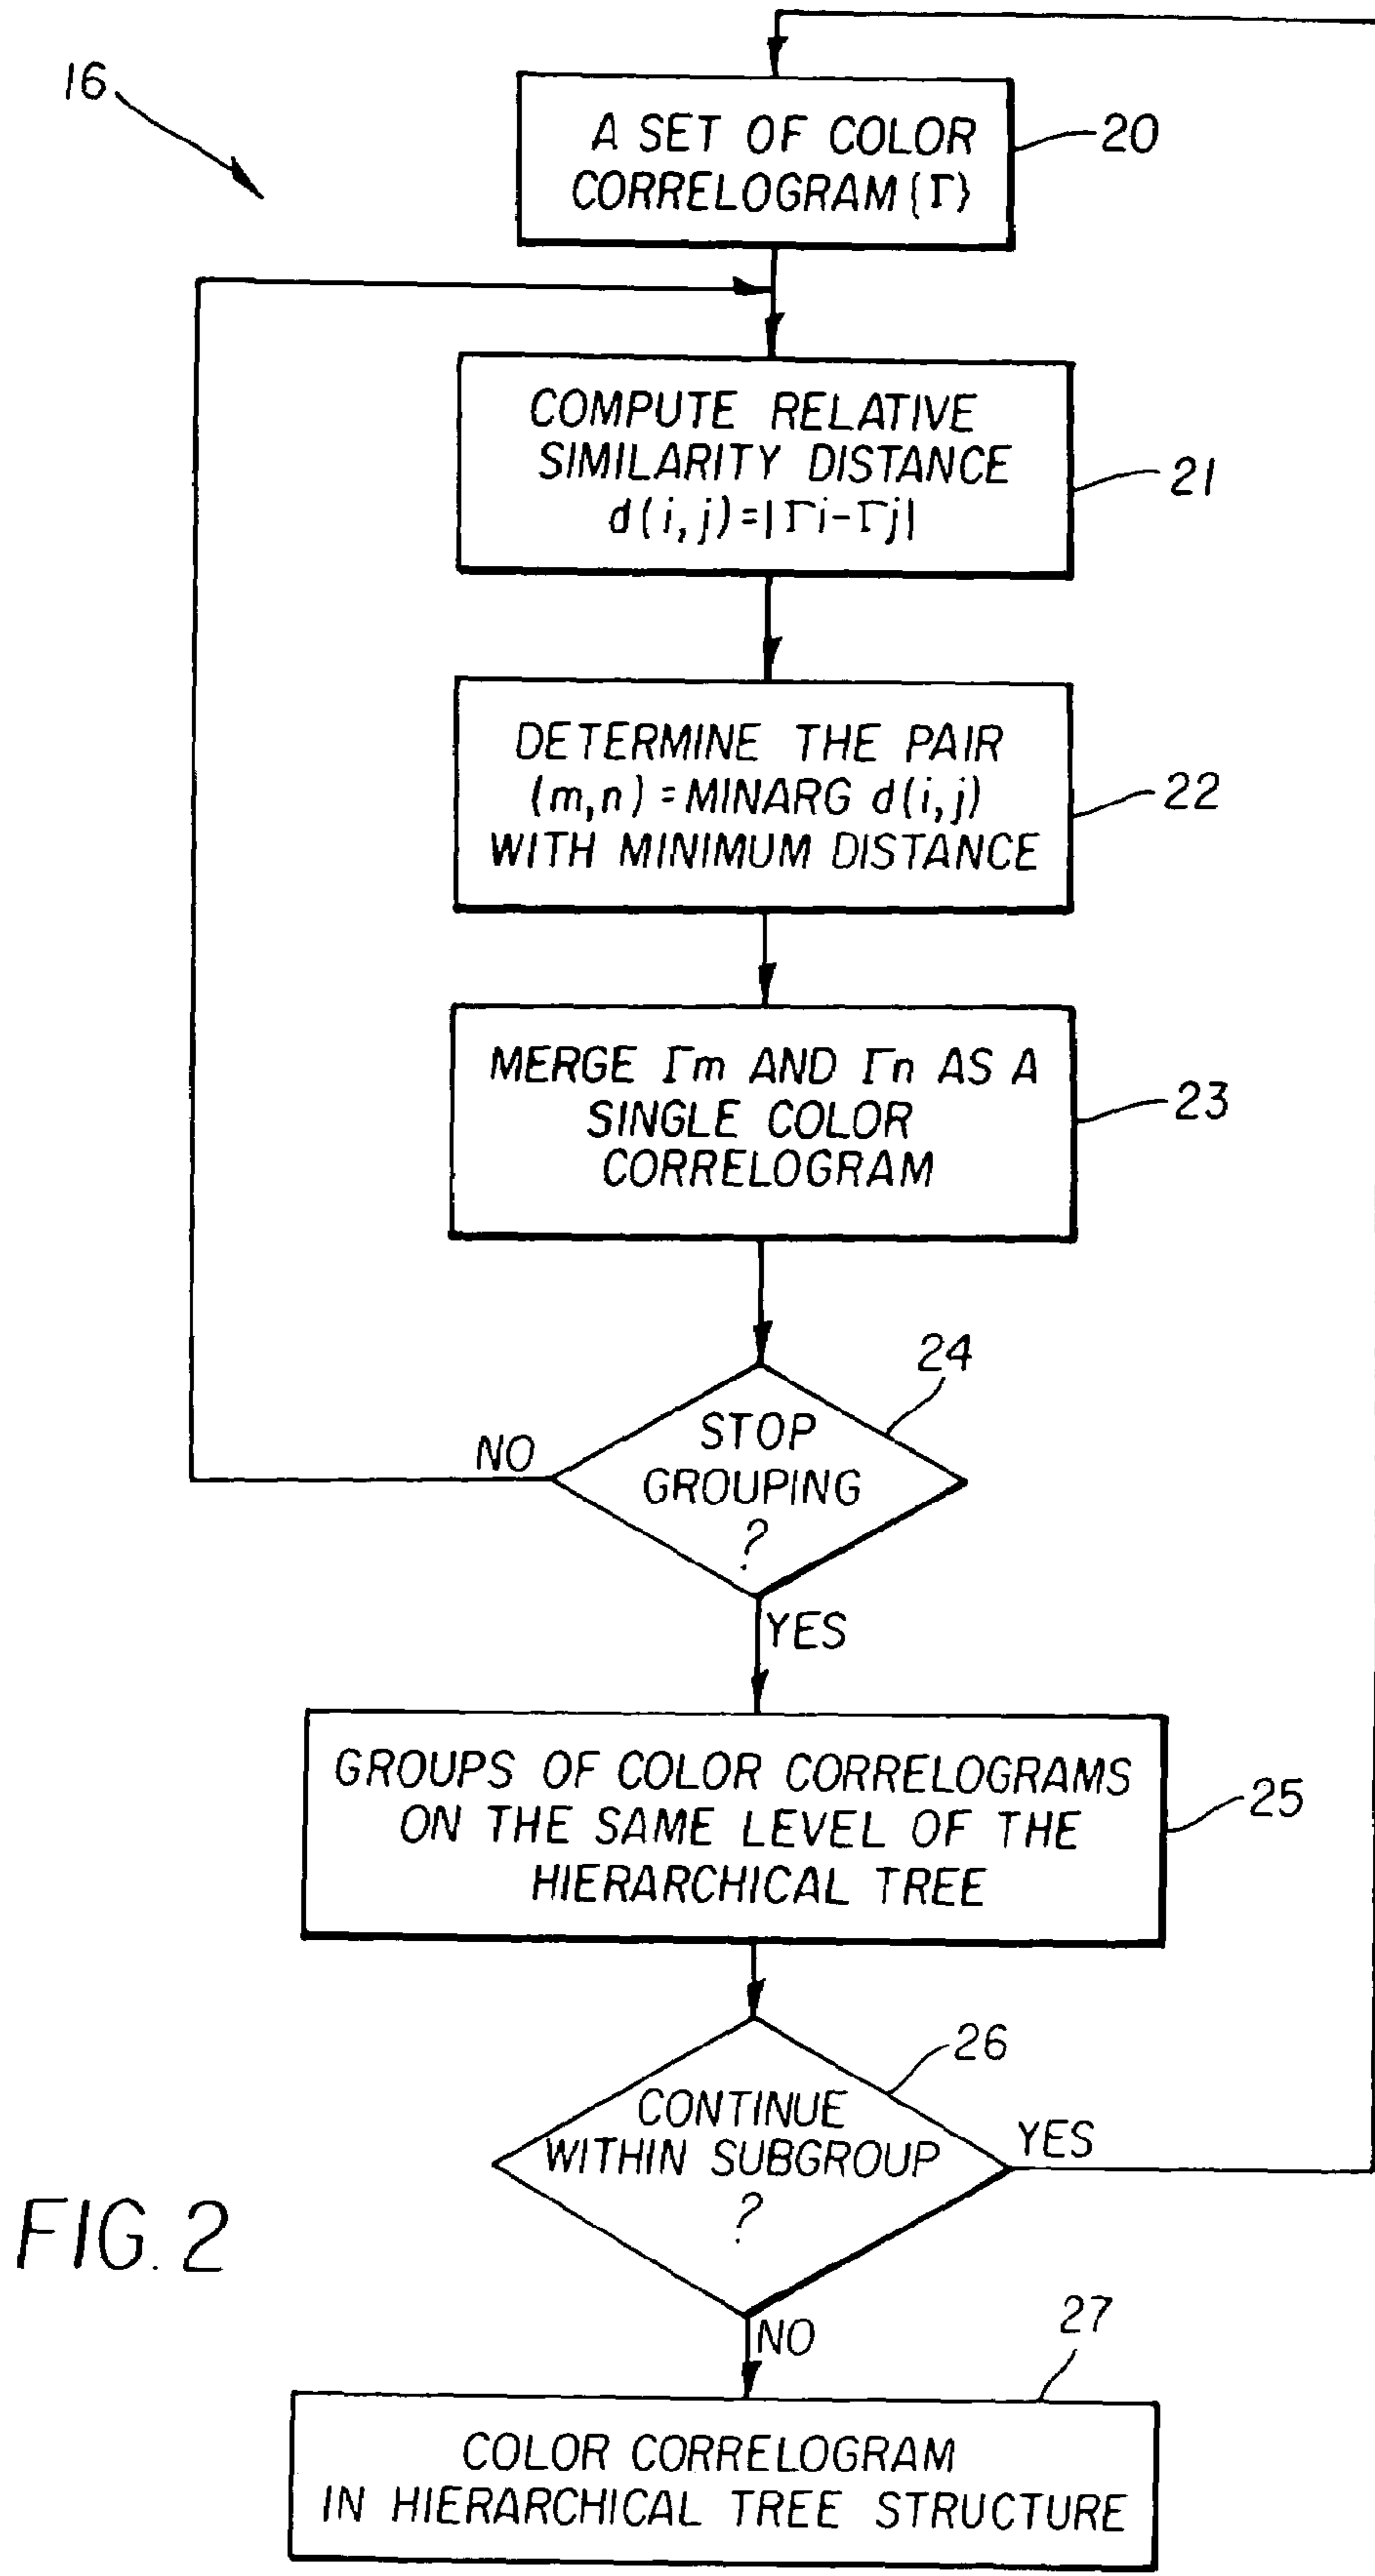 16
A SET OF COLOR
CORRELOGRAM {Γ}
20
COMPUTE RELATIVE
SIMILARITY DISTANCE
d(i,j)=|Γi-Γj|
21
DETERMINE THE PAIR
(m,n) = MINARG d(i,j)
WITH MINIMUM DISTANCE
22
MERGE Γm AND Γn AS A
SINGLE COLOR
CORRELOGRAM
23
24
STOP
GROUPING
?
NO
YES
GROUPS OF COLOR CORRELOGRAMS
ON THE SAME LEVEL OF THE
HIERARCHICAL TREE
25
26
CONTINUE
WITHIN SUBGROUP
?
YES
NO
FIG. 2
27
COLOR CORRELOGRAM
IN HIERARCHICAL TREE STRUCTURE